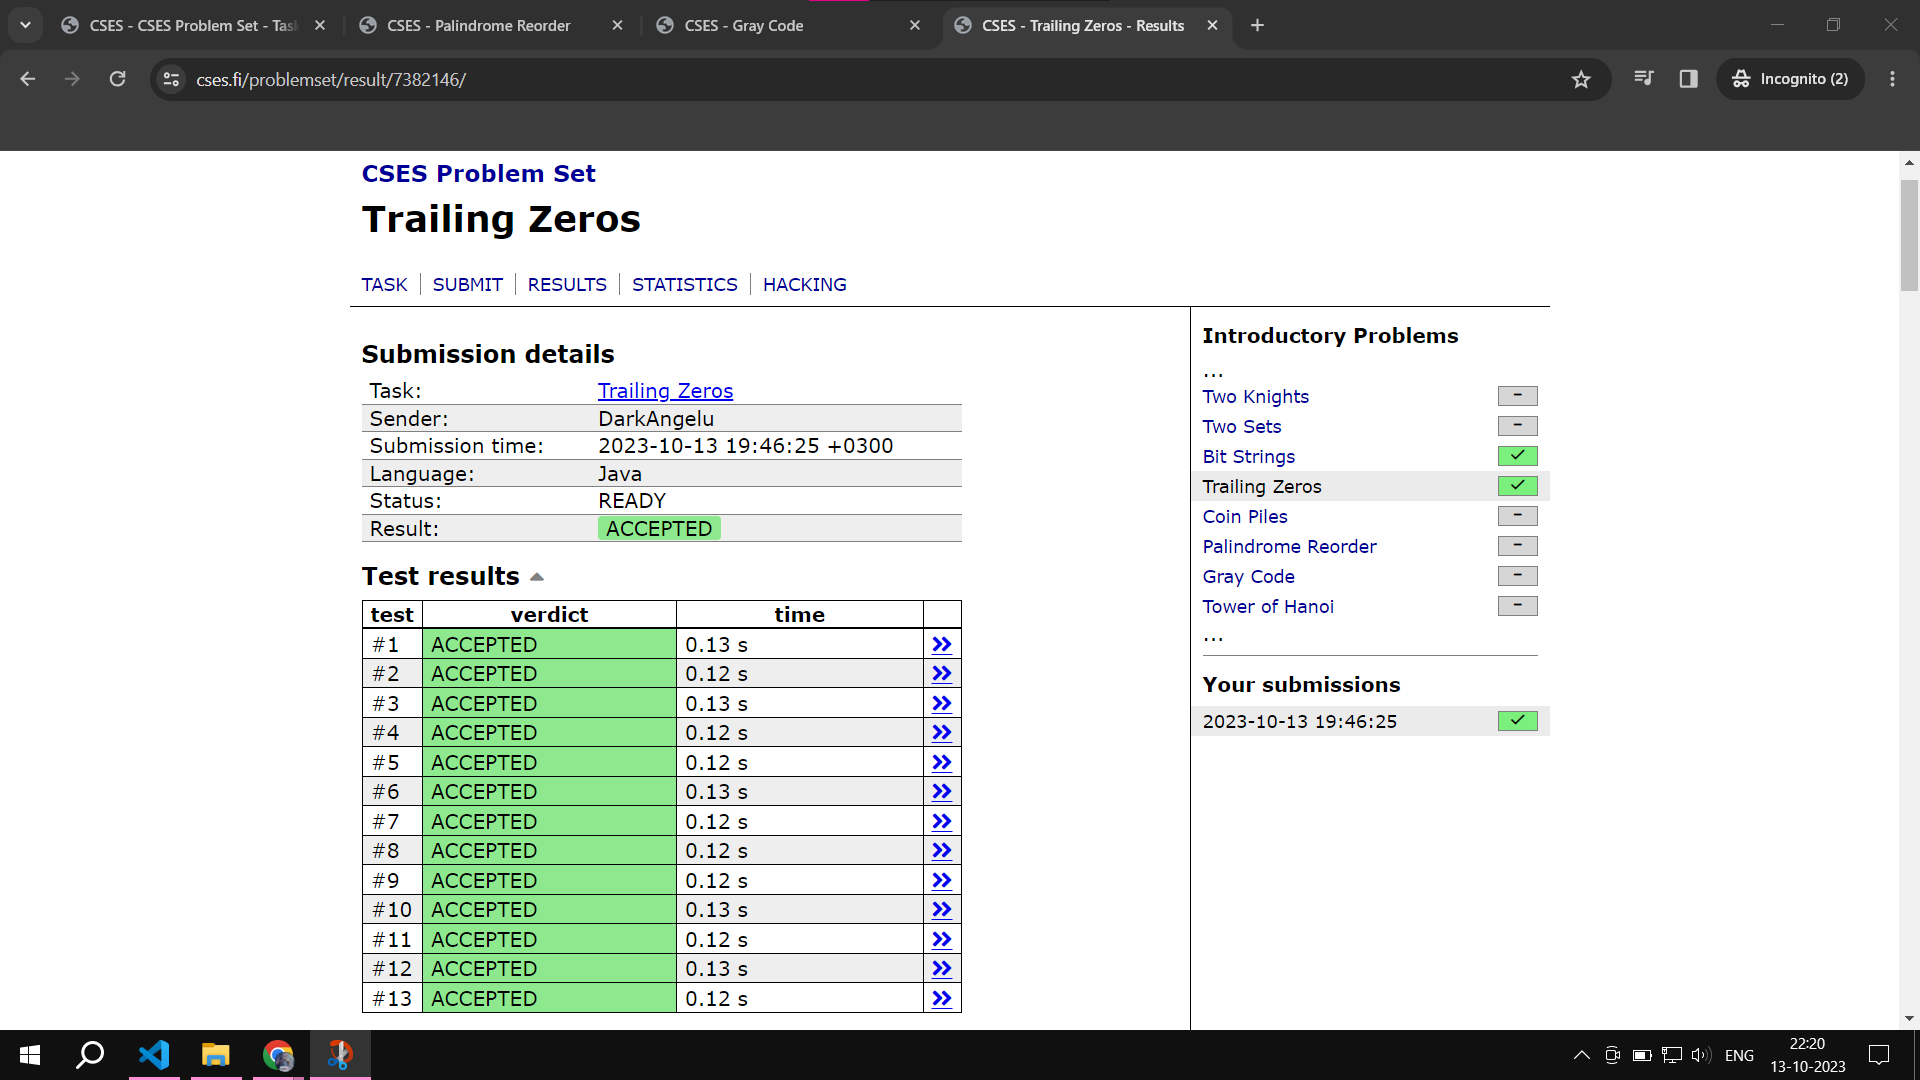 CSES - CSES Problem Set - Tas
CSES - Palindrome Reorder
CSES - Gray Code
CSES - Trailing Zeros - Results
cses.fi/problemset/result/7382146/
Incognito (2)
CSES Problem Set
Trailing Zeros
TASK
SUBMIT
RESULTS
STATISTICS
HACKING
Submission details
Task: Trailing Zeros
Sender: DarkAngelu
Submission time: 2023-10-13 19:46:25 +0300
Language: Java
Status: READY
Result: ACCEPTED
Test results
test verdict time
#1 ACCEPTED 0.13 s
#2 ACCEPTED 0.12 s
#3 ACCEPTED 0.13 s
#4 ACCEPTED 0.12 s
#5 ACCEPTED 0.12 s
#6 ACCEPTED 0.13 s
#7 ACCEPTED 0.12 s
#8 ACCEPTED 0.12 s
#9 ACCEPTED 0.12 s
#10 ACCEPTED 0.13 s
#11 ACCEPTED 0.12 s
#12 ACCEPTED 0.13 s
#13 ACCEPTED 0.12 s
Introductory Problems
...
Two Knights
Two Sets
Bit Strings
Trailing Zeros
Coin Piles
Palindrome Reorder
Gray Code
Tower of Hanoi
...
Your submissions
2023-10-13 19:46:25
ENG
22:20
13-10-2023